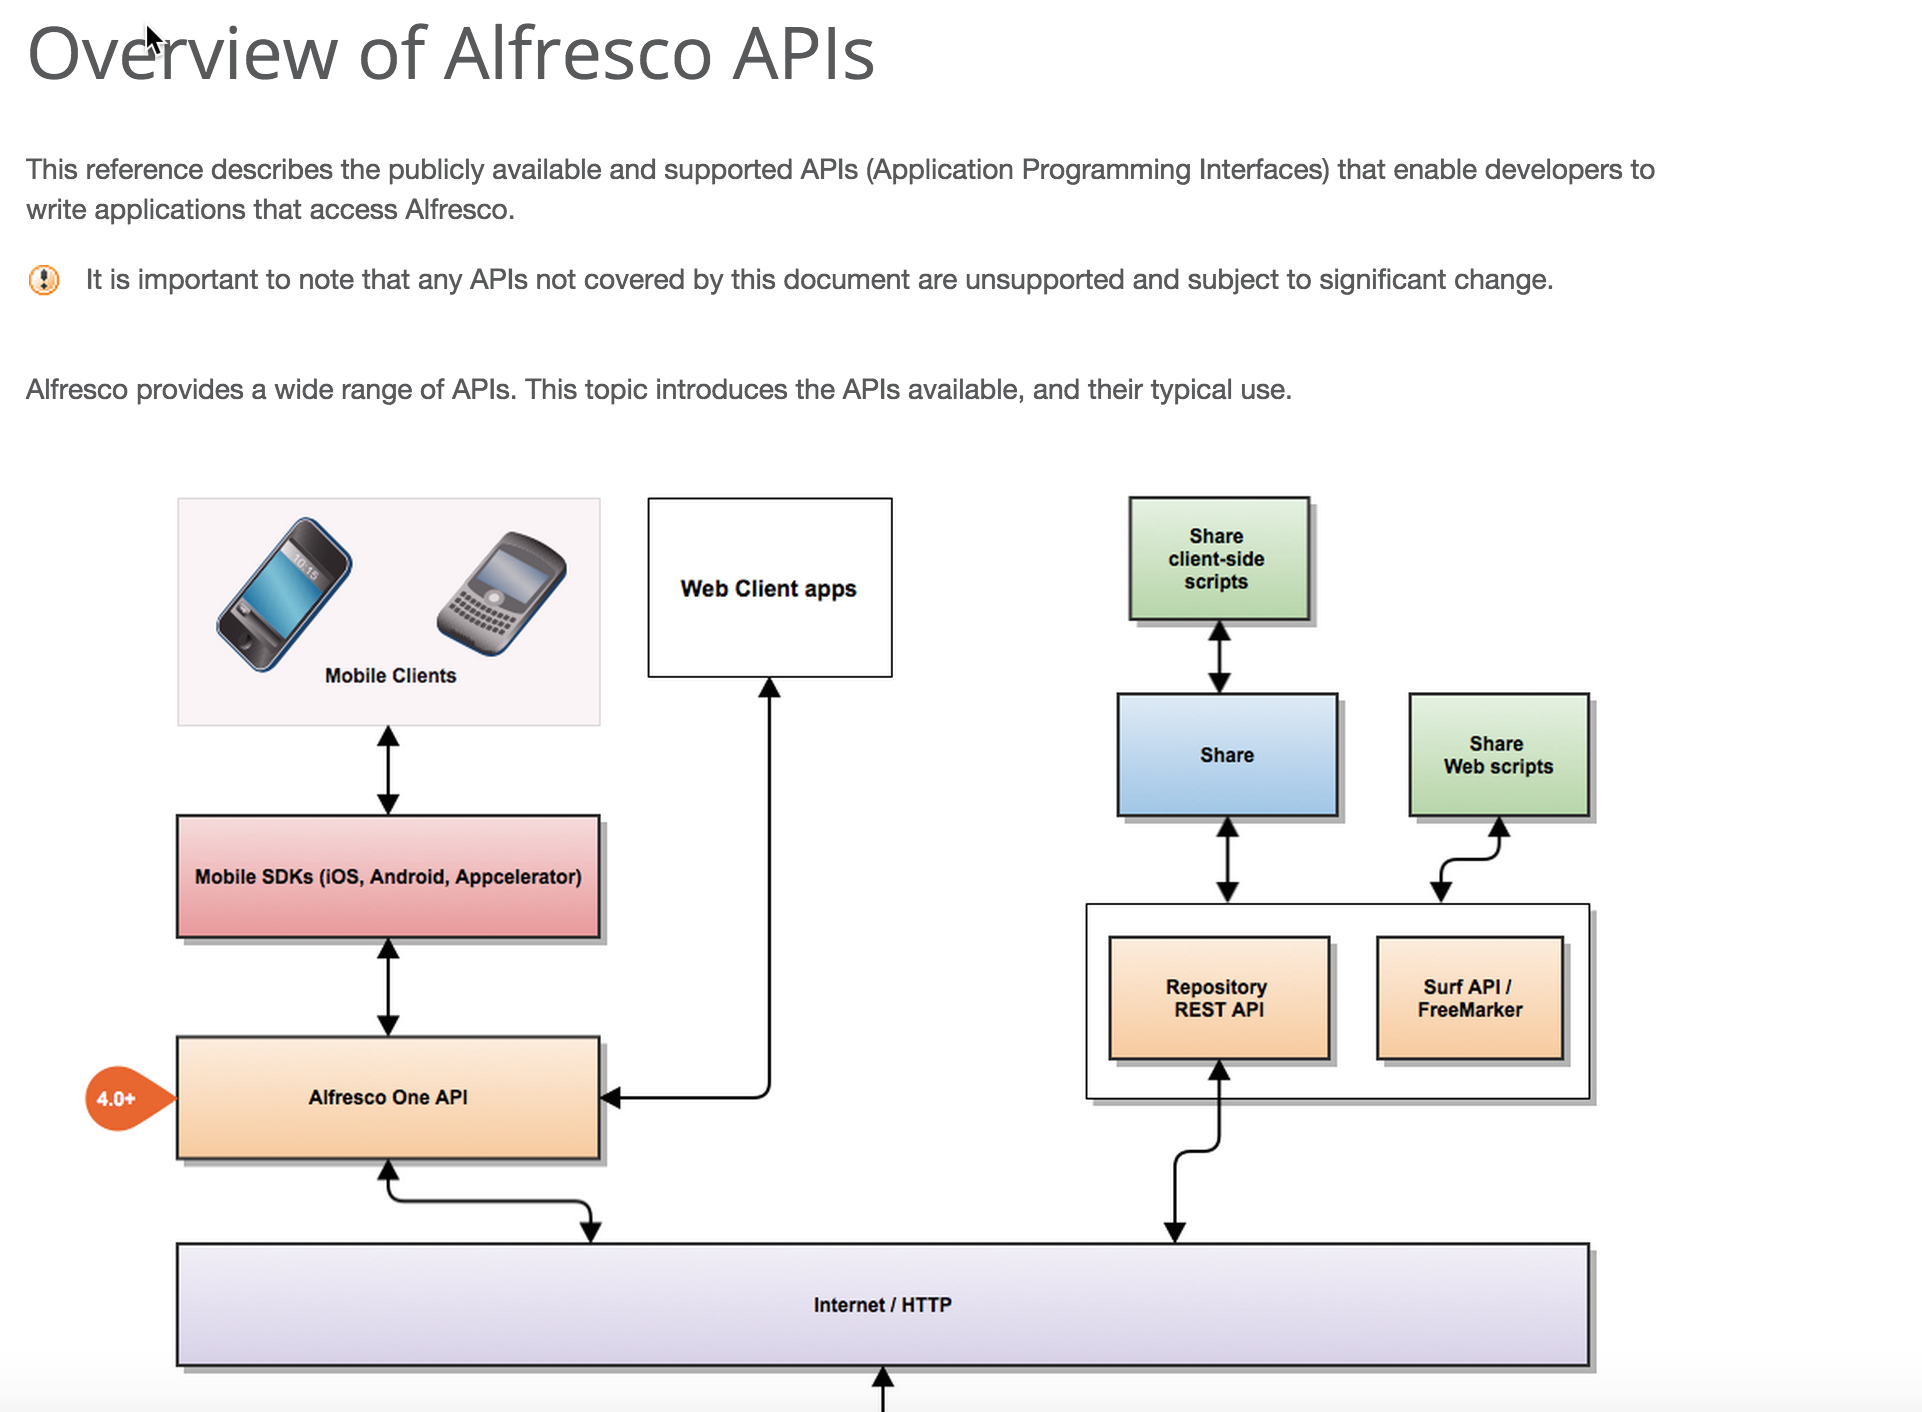 Overview of Alfresco APIs
This reference describes the publicly available and supported APIs (Application Programming Interfaces) that enable developers to
write applications that access Alfresco.
It is important to note that any APIs not covered by this document are unsupported and subject to significant change.
Alfresco provides a wide range of APIs. This topic introduces the APIs available, and their typical use.
10:15
Mobile Clients
Web Client apps
Share
client-side
scripts
Share
Share
Web scripts
Mobile SDKs (iOS, Android, Appcelerator)
Repository
REST API
Surf API /
FreeMarker
4.0+
Alfresco One API
Internet / HTTP